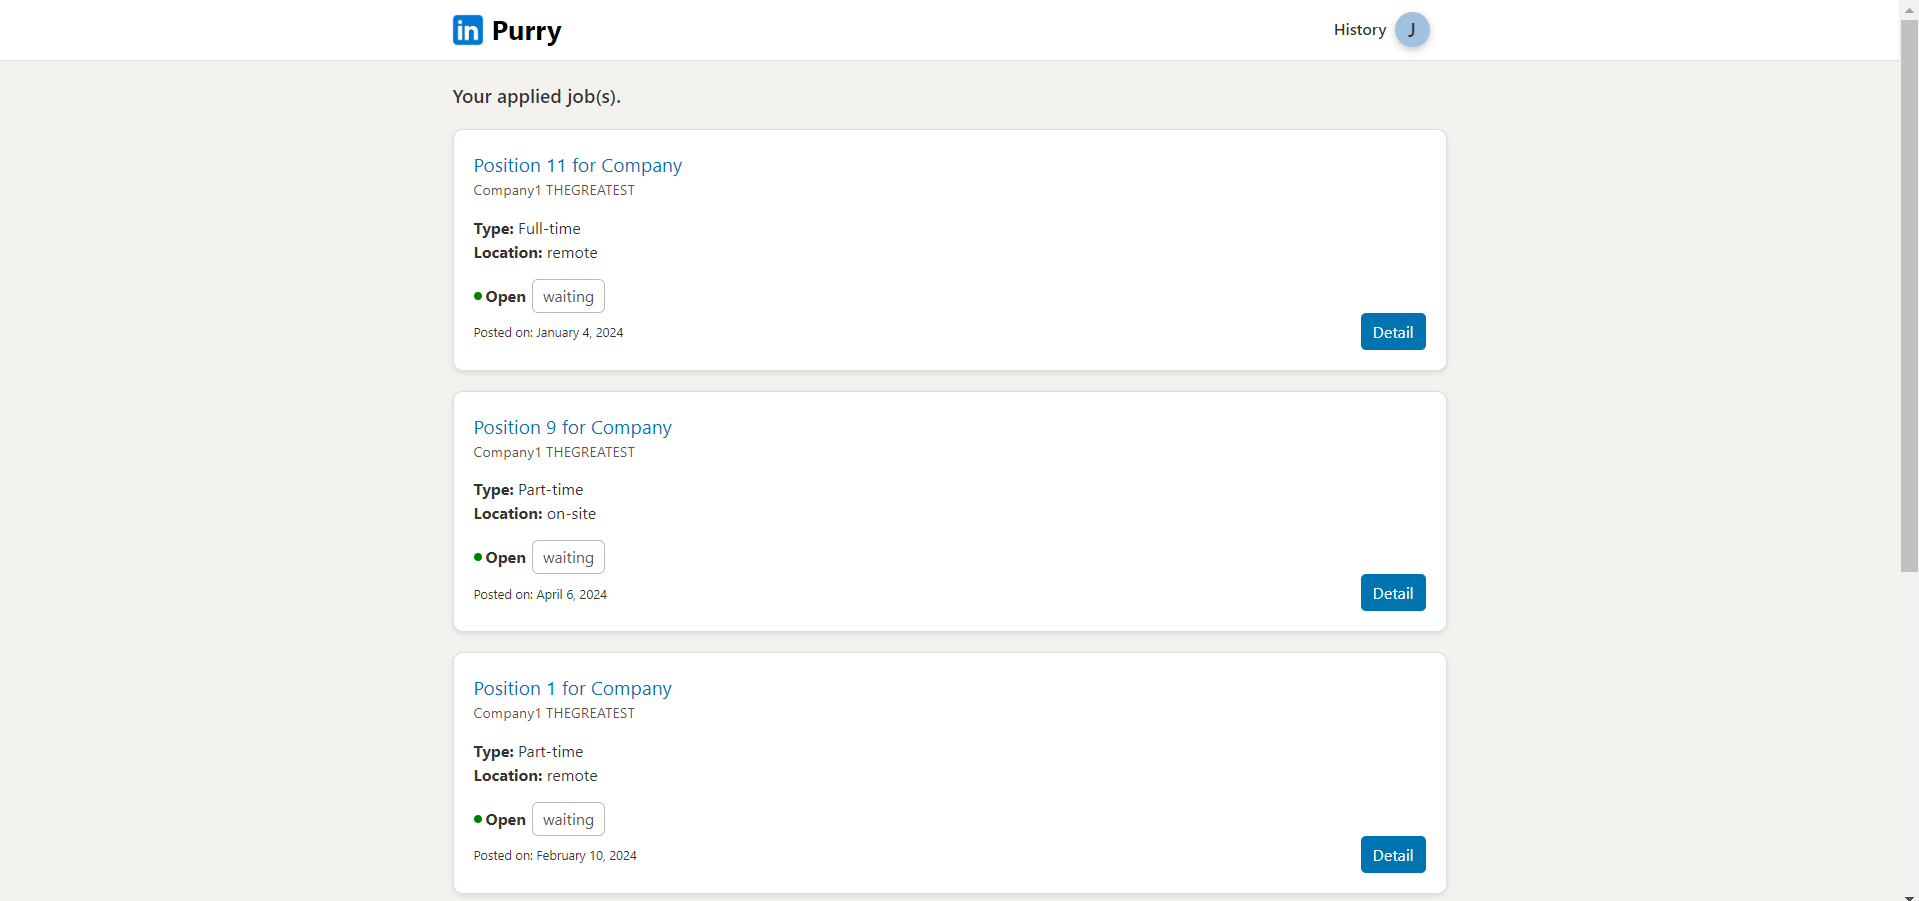 in Purry
History J
Your applied job(s).
Position 11 for Company
Company1 THEGREATEST
Type: Full-time
Location: remote
Open waiting
Posted on: January 4, 2024
Detail
Position 9 for Company
Company1 THEGREATEST
Type: Part-time
Location: on-site
Open waiting
Posted on: April 6, 2024
Detail
Position 1 for Company
Company1 THEGREATEST
Type: Part-time
Location: remote
Open waiting
Posted on: February 10, 2024
Detail